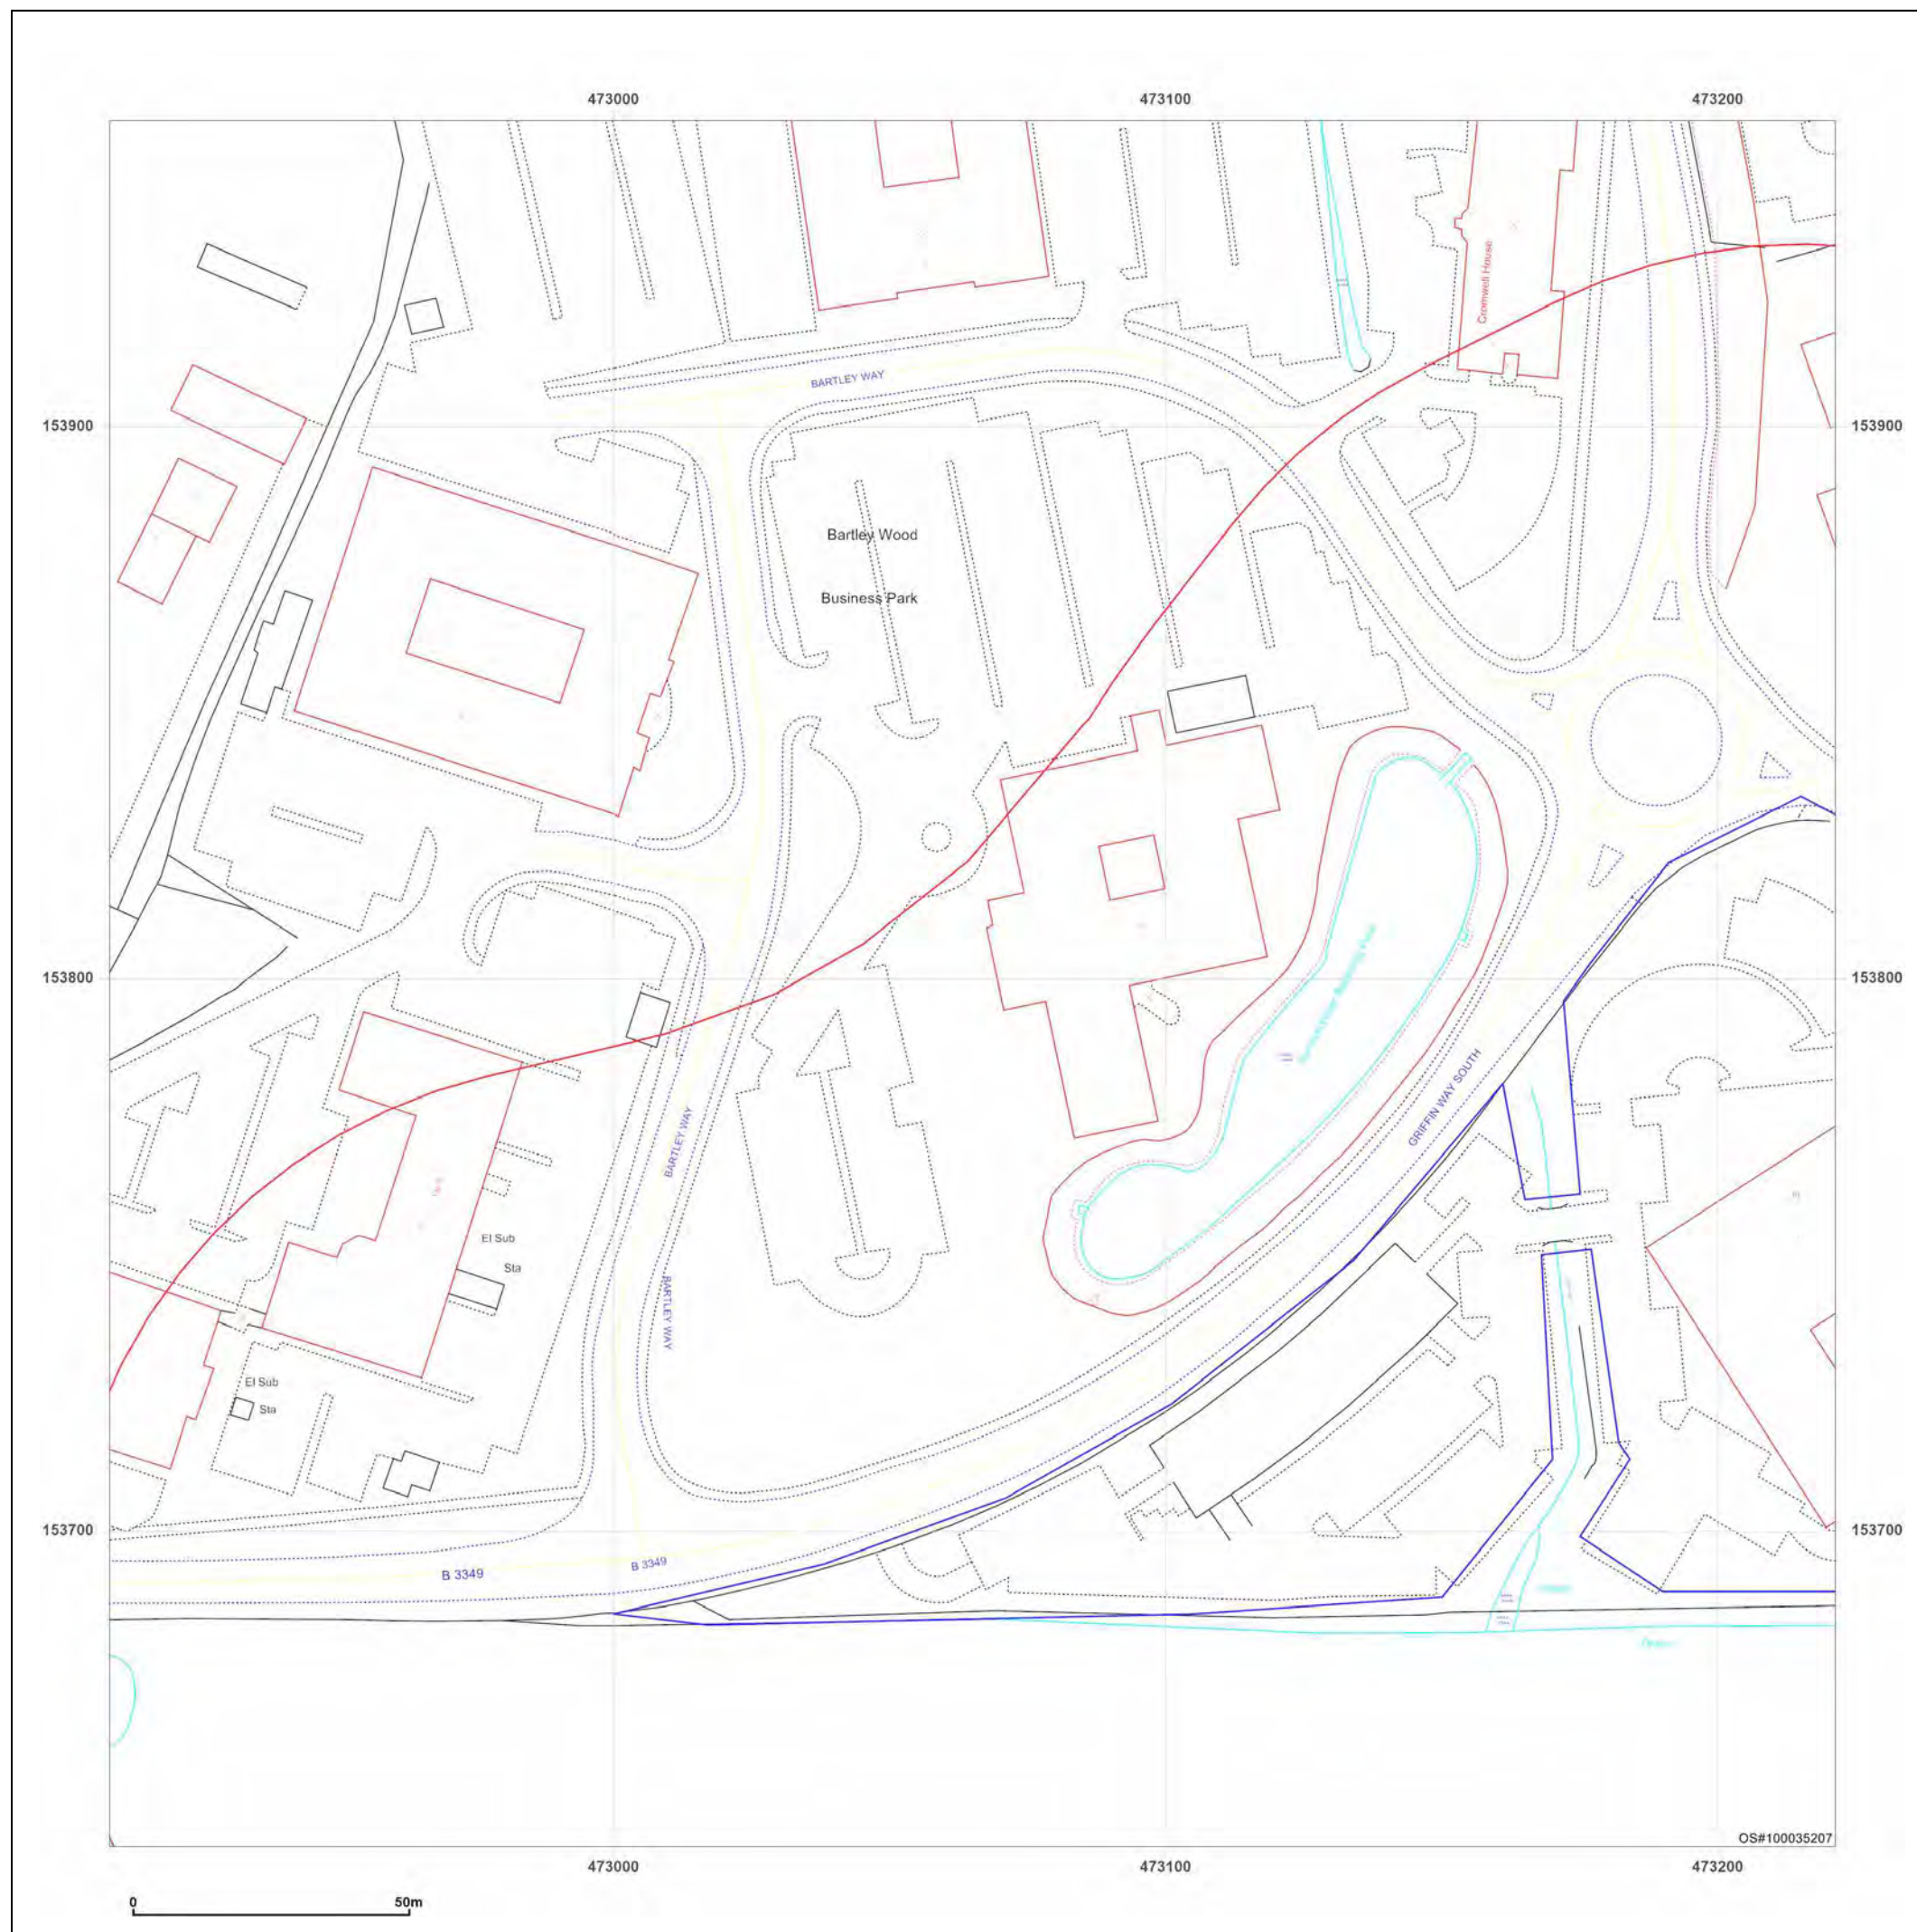 473000
473100
473200
Cromwell House
BARTLEY WAY
153900
153900
Bartley Wood
Business Park
153800
153800
GRIFFIN WAY SOUTH
BARTLEY WAY
El Sub
Sta
BARTLEY WAY
El Sub
Sta
153700
153700
B 3349
B 3349
OS#100035207
473000
473100
473200
0
50m